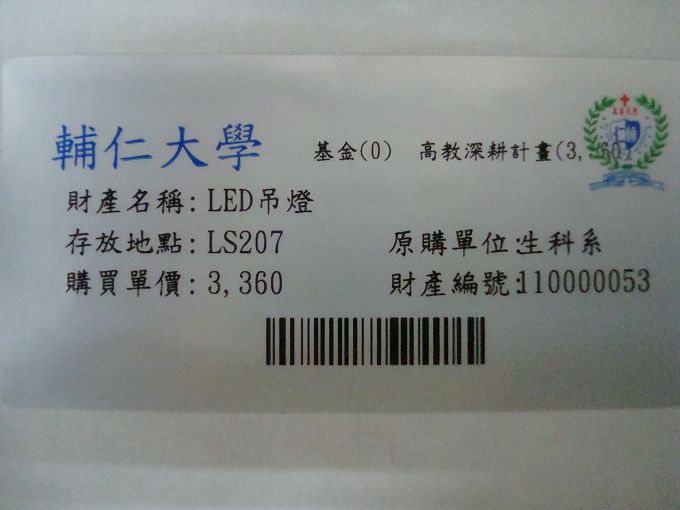 輔仁大學 基金(0) 高教深耕計畫(3,
財產名稱: LED吊燈
存放地點: LS207 原購單位:生科系
購買單價: 3,360 財產編號:110000053